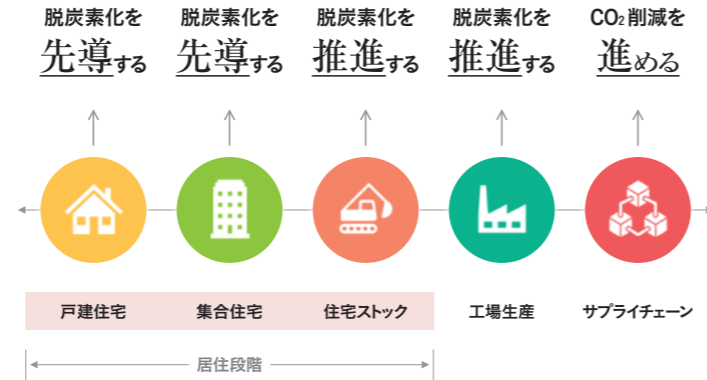 脱炭素化を
先導する
脱炭素化を
先導する
脱炭素化を
推進する
脱炭素化を
推進する
CO₂削減を
進める
戸建住宅
集合住宅
住宅ストック
工場生産
サプライチェーン
居住段階